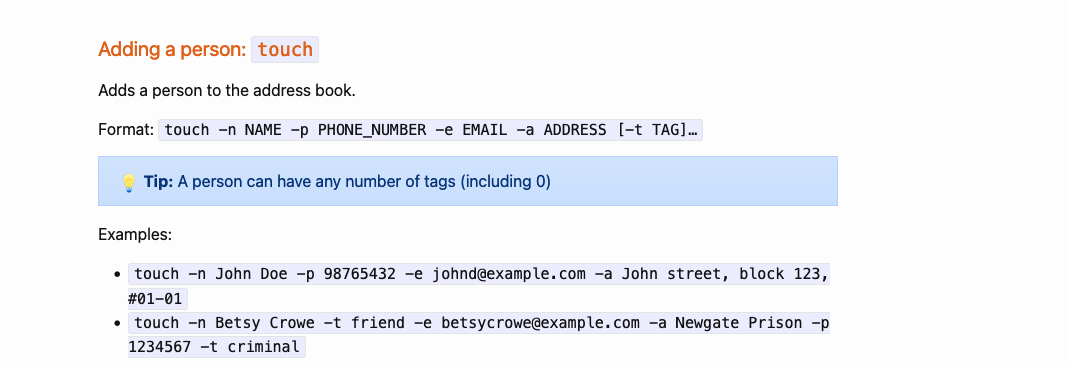 Adding a person: touch
Adds a person to the address book.
Format: touch -n NAME -p PHONE_NUMBER -e EMAIL -a ADDRESS [-t TAG]…
Tip: A person can have any number of tags (including 0)
Examples:
touch -n John Doe -p 98765432 -e johnd@example.com -a John street, block 123,
#01-01
touch -n Betsy Crowe -t friend -e betsycrowe@example.com -a Newgate Prison -p
1234567 -t criminal